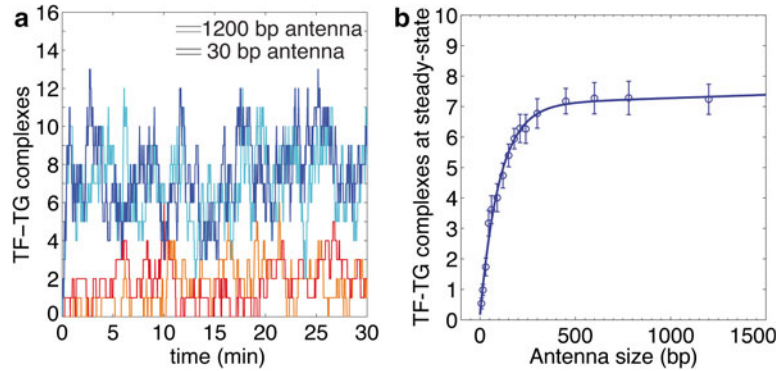 a
TF-TG complexes
16
14
12
10
8
6
4
2
0
1200 bp antenna
30 bp antenna
0 5 10 15 20 25 30
time (min)
b
TF-TG complexes at steady-state
10
9
8
7
6
5
4
3
2
1
0
0 500 1000 1500
Antenna size (bp)